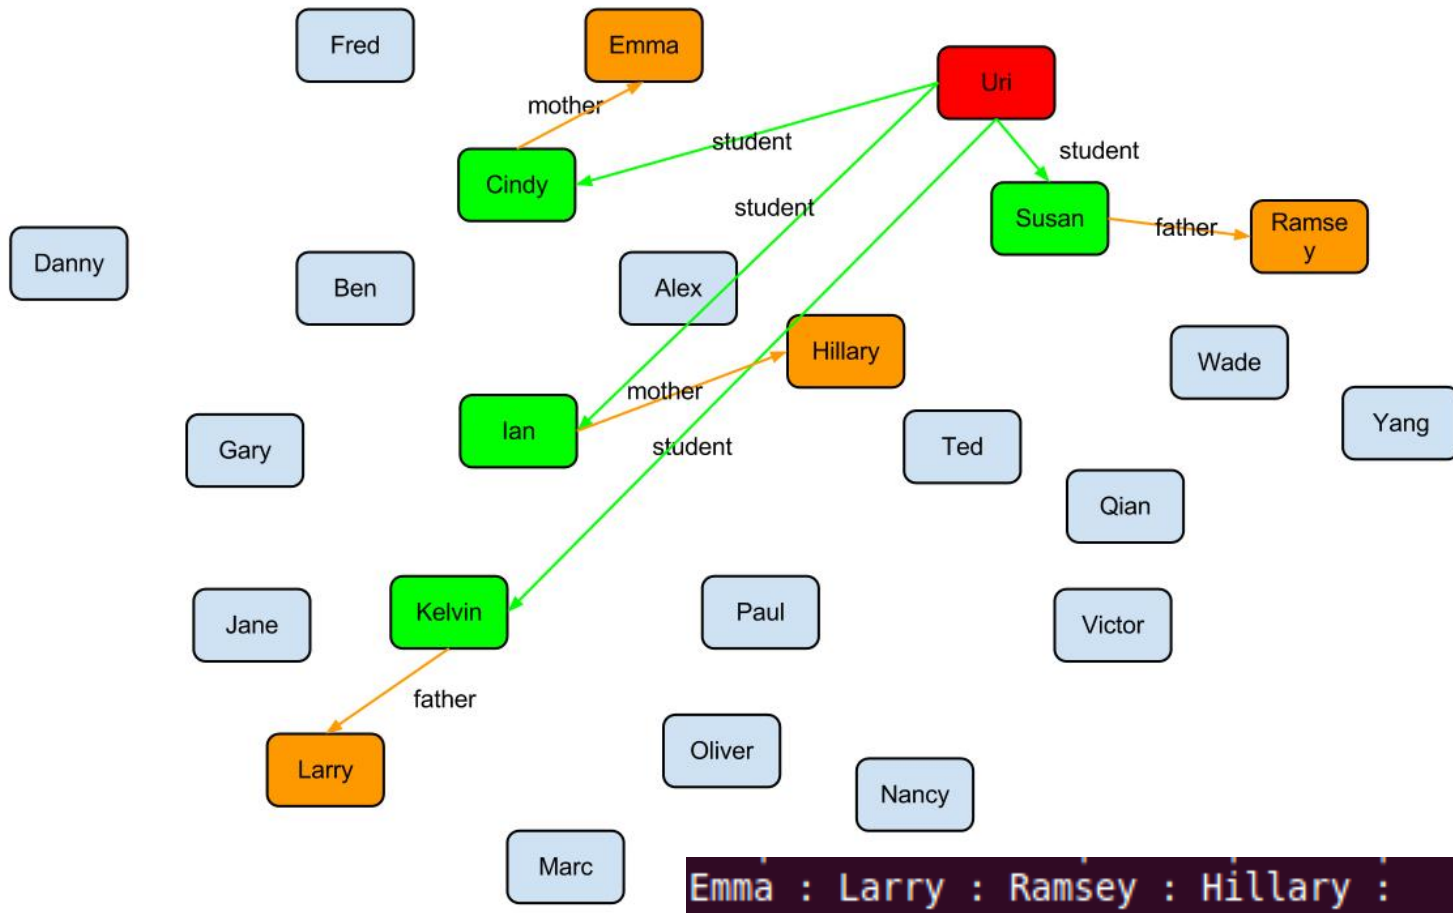 Fred
Emma
Uri
mother
student
student
Cindy
Susan
student
father
Ramse
y
Danny
Ben
Alex
Hillary
Wade
mother
Ian
Yang
Gary
student
Ted
Qian
Jane
Kelvin
Paul
Victor
father
Larry
Oliver
Nancy
Marc
Emma : Larry : Ramsey : Hillary :